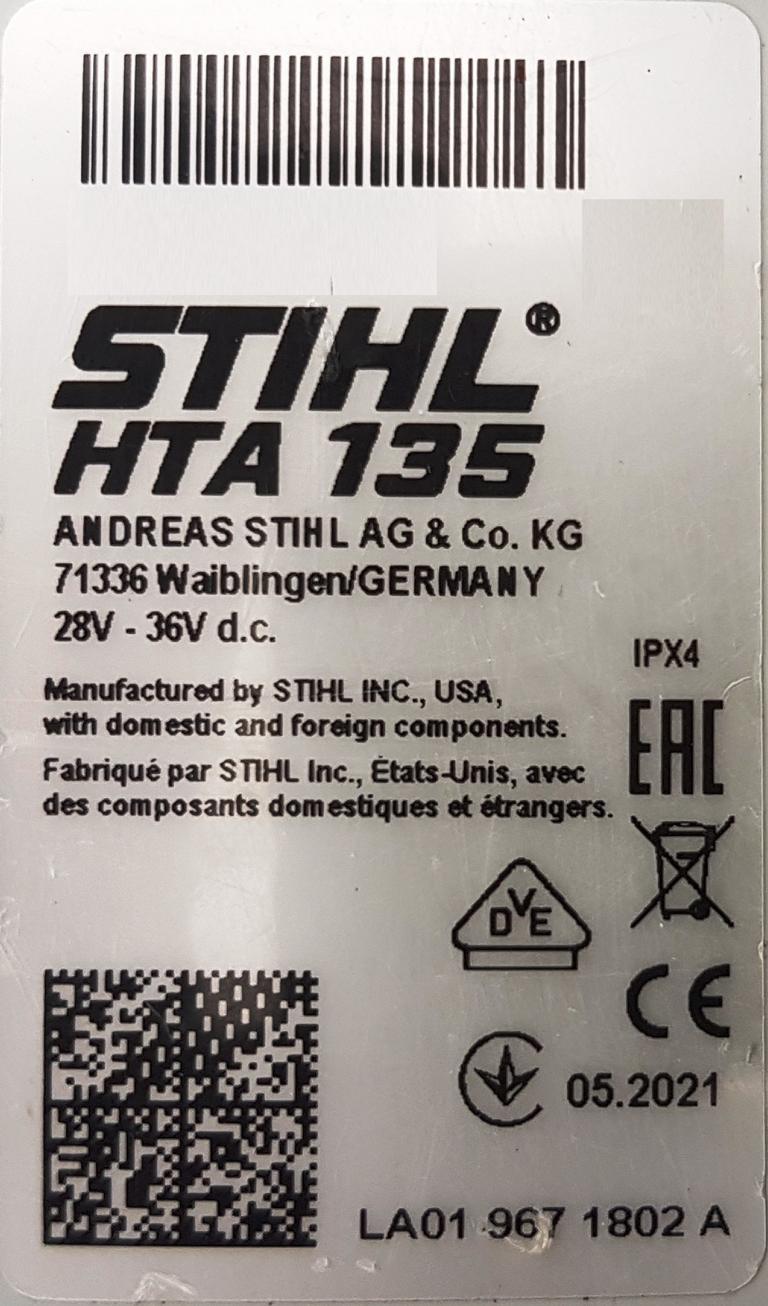 STIHL®
HTA 135
ANDREAS STIHL AG & Co. KG
71336 Waiblingen/GERMANY
28V - 36V d.c.
IPX4
Manufactured by STIHL INC., USA,
with domestic and foreign components.
EAC
Fabriqué par STIHL Inc., États-Unis, avec
des composants domestiques et étrangers.
DVE
CE
05.2021
LA01 967 1802 A